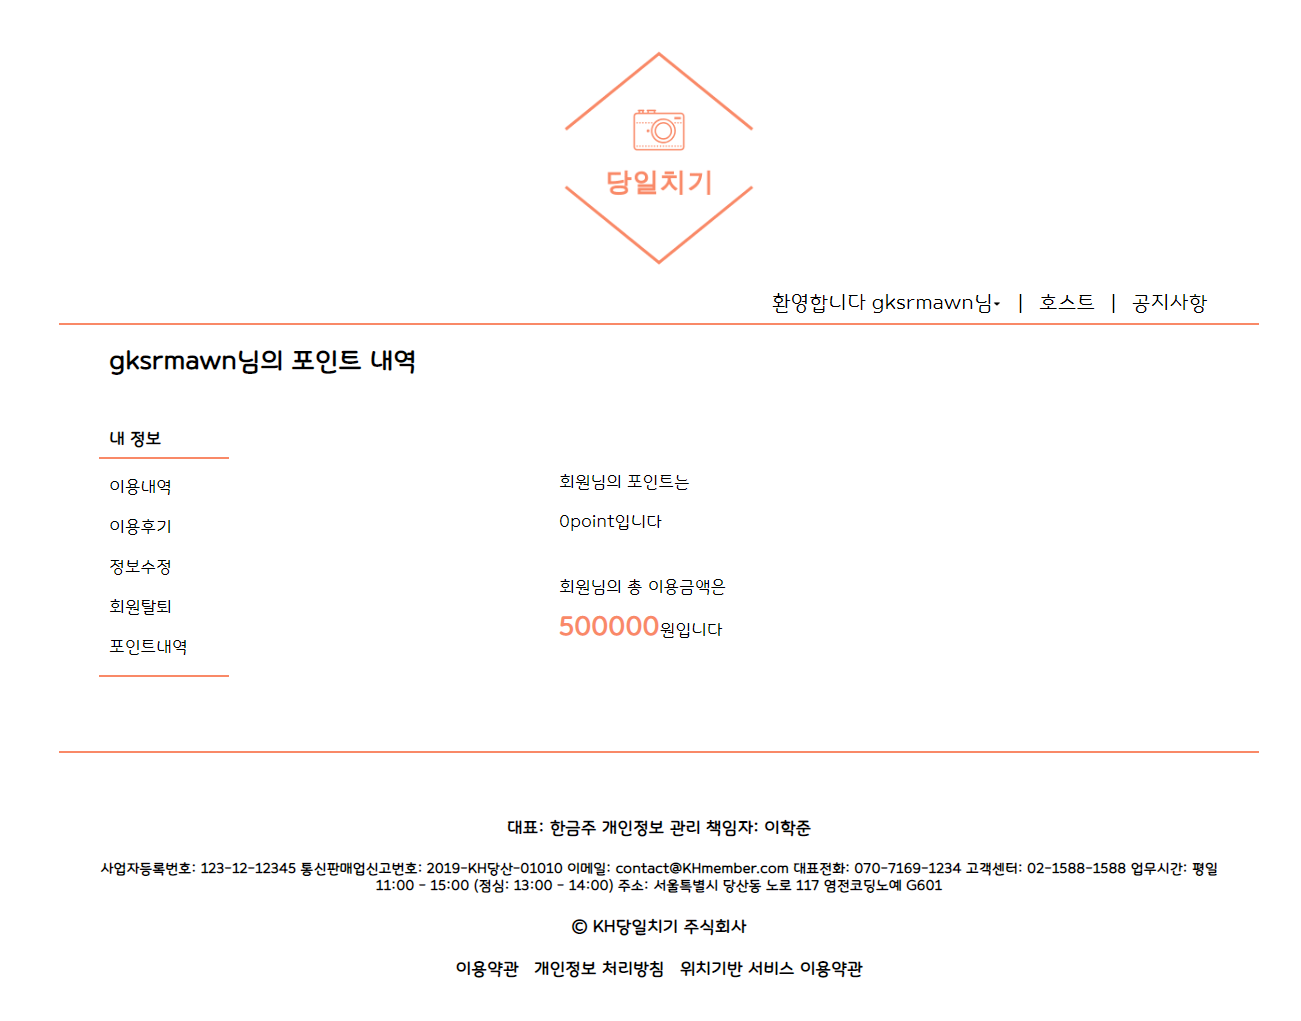 당일치기
환영합니다 gksrmawn님 | 호스트 | 공지사항
gksrmawn님의 포인트 내역
내 정보
이용내역
이용후기
정보수정
회원탈퇴
포인트내역
회원님의 포인트는
0point입니다
회원님의 총 이용금액은
500000원입니다
대표: 한금주 개인정보 관리 책임자: 이학준
사업자등록번호: 123-12-12345 통신판매업신고번호: 2019-KH당산-01010 이메일: contact@KHmember.com 대표전화: 070-7169-1234 고객센터: 02-1588-1588 업무시간: 평일
11:00 - 15:00 (점심: 13:00 - 14:00) 주소: 서울특별시 당산동 노로 117 염전코딩노예 G601
© KH당일치기 주식회사
이용약관 개인정보 처리방침 위치기반 서비스 이용약관